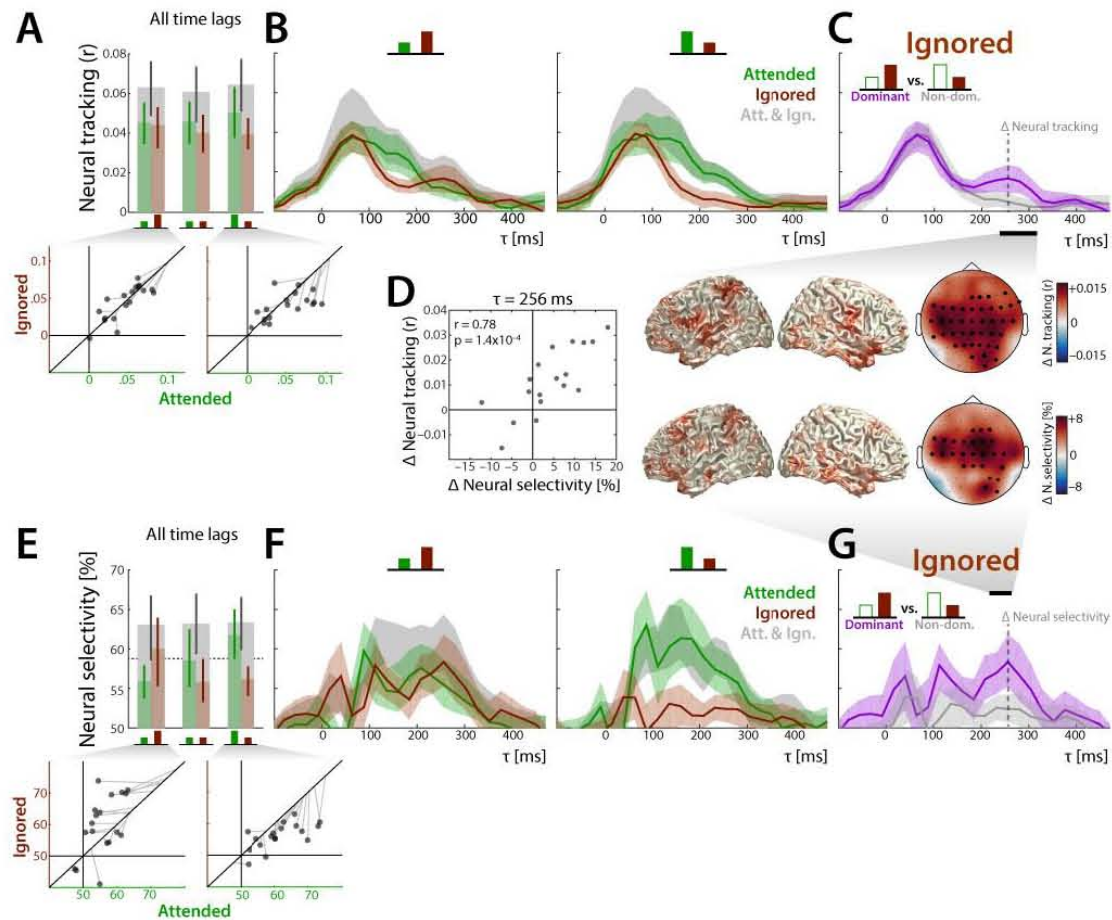 A
All time lags
Neural tracking (r)
0.08
0.06
0.04
0.02
0
Ignored
0.1
.05
0
0
.05
0.1
0
.05
0.1
Attended
B
Attended
Ignored
Att. & Ign.
0
100
200
300
400
τ [ms]
0
100
200
300
400
τ [ms]
C
Ignored
vs.
Dominant
Non-dom.
Δ Neural tracking
0
100
200
300
400
τ [ms]
D
τ = 256 ms
r = 0.78
p = 1.4x10⁻⁴
Δ Neural tracking (r)
0.04
0.03
0.02
0.01
0
−0.01
−15
−10
−5
0
5
10
15
20
Δ Neural selectivity [%]
+0.015
0
−0.015
Δ N. tracking (r)
+8
0
−8
Δ N. selectivity [%]
E
All time lags
Neural selectivity [%]
70
65
60
55
50
Ignored
70
60
50
50
60
70
50
60
70
Attended
F
Attended
Ignored
Att. & Ign.
0
100
200
300
400
τ [ms]
0
100
200
300
400
τ [ms]
G
Ignored
vs.
Dominant
Non-dom.
Δ Neural selectivity
0
100
200
300
400
τ [ms]